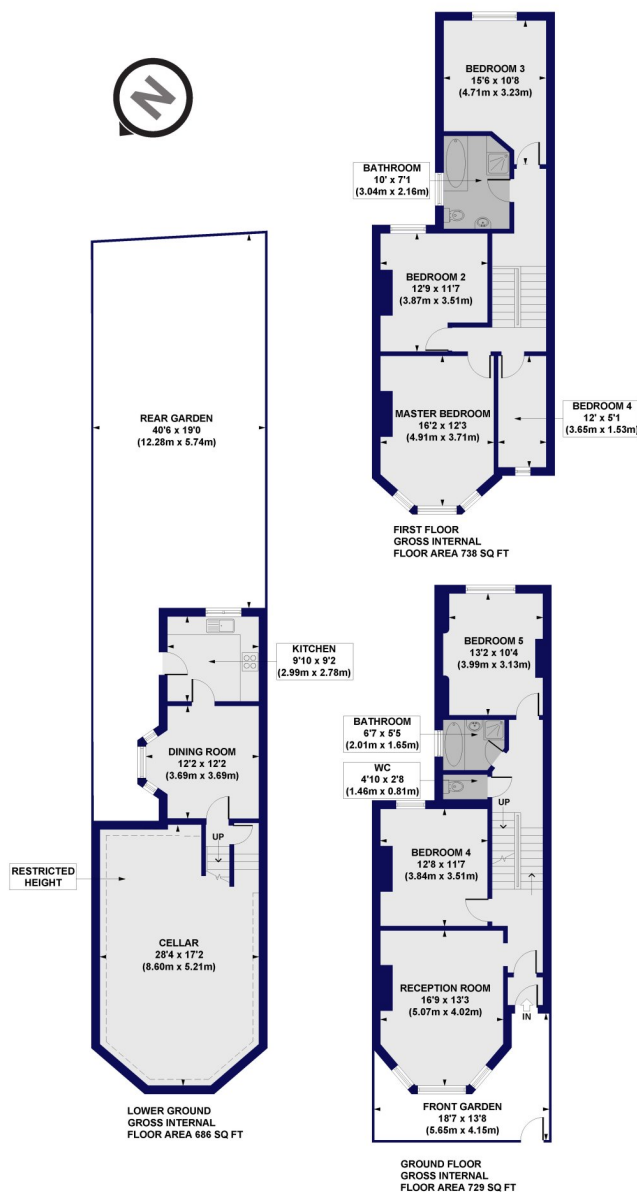 N
BEDROOM 3
15'6 x 10'8
(4.71m x 3.23m)
BATHROOM
10' x 7'1
(3.04m x 2.16m)
BEDROOM 2
12'9 x 11'7
(3.87m x 3.51m)
MASTER BEDROOM
16'2 x 12'3
(4.91m x 3.71m)
BEDROOM 4
12' x 5'1
(3.65m x 1.53m)
FIRST FLOOR
GROSS INTERNAL
FLOOR AREA 738 SQ FT
REAR GARDEN
40'6 x 19'0
(12.28m x 5.74m)
KITCHEN
9'10 x 9'2
(2.99m x 2.78m)
DINING ROOM
12'2 x 12'2
(3.69m x 3.69m)
UP
RESTRICTED
HEIGHT
CELLAR
28'4 x 17'2
(8.60m x 5.21m)
LOWER GROUND
GROSS INTERNAL
FLOOR AREA 686 SQ FT
BEDROOM 5
13'2 x 10'4
(3.99m x 3.13m)
BATHROOM
6'7 x 5'5
(2.01m x 1.65m)
WC
4'10 x 2'8
(1.46m x 0.81m)
UP
BEDROOM 4
12'8 x 11'7
(3.84m x 3.51m)
RECEPTION ROOM
16'9 x 13'3
(5.07m x 4.02m)
IN
FRONT GARDEN
18'7 x 13'8
(5.65m x 4.15m)
GROUND FLOOR
GROSS INTERNAL
FLOOR AREA 729 SQ FT